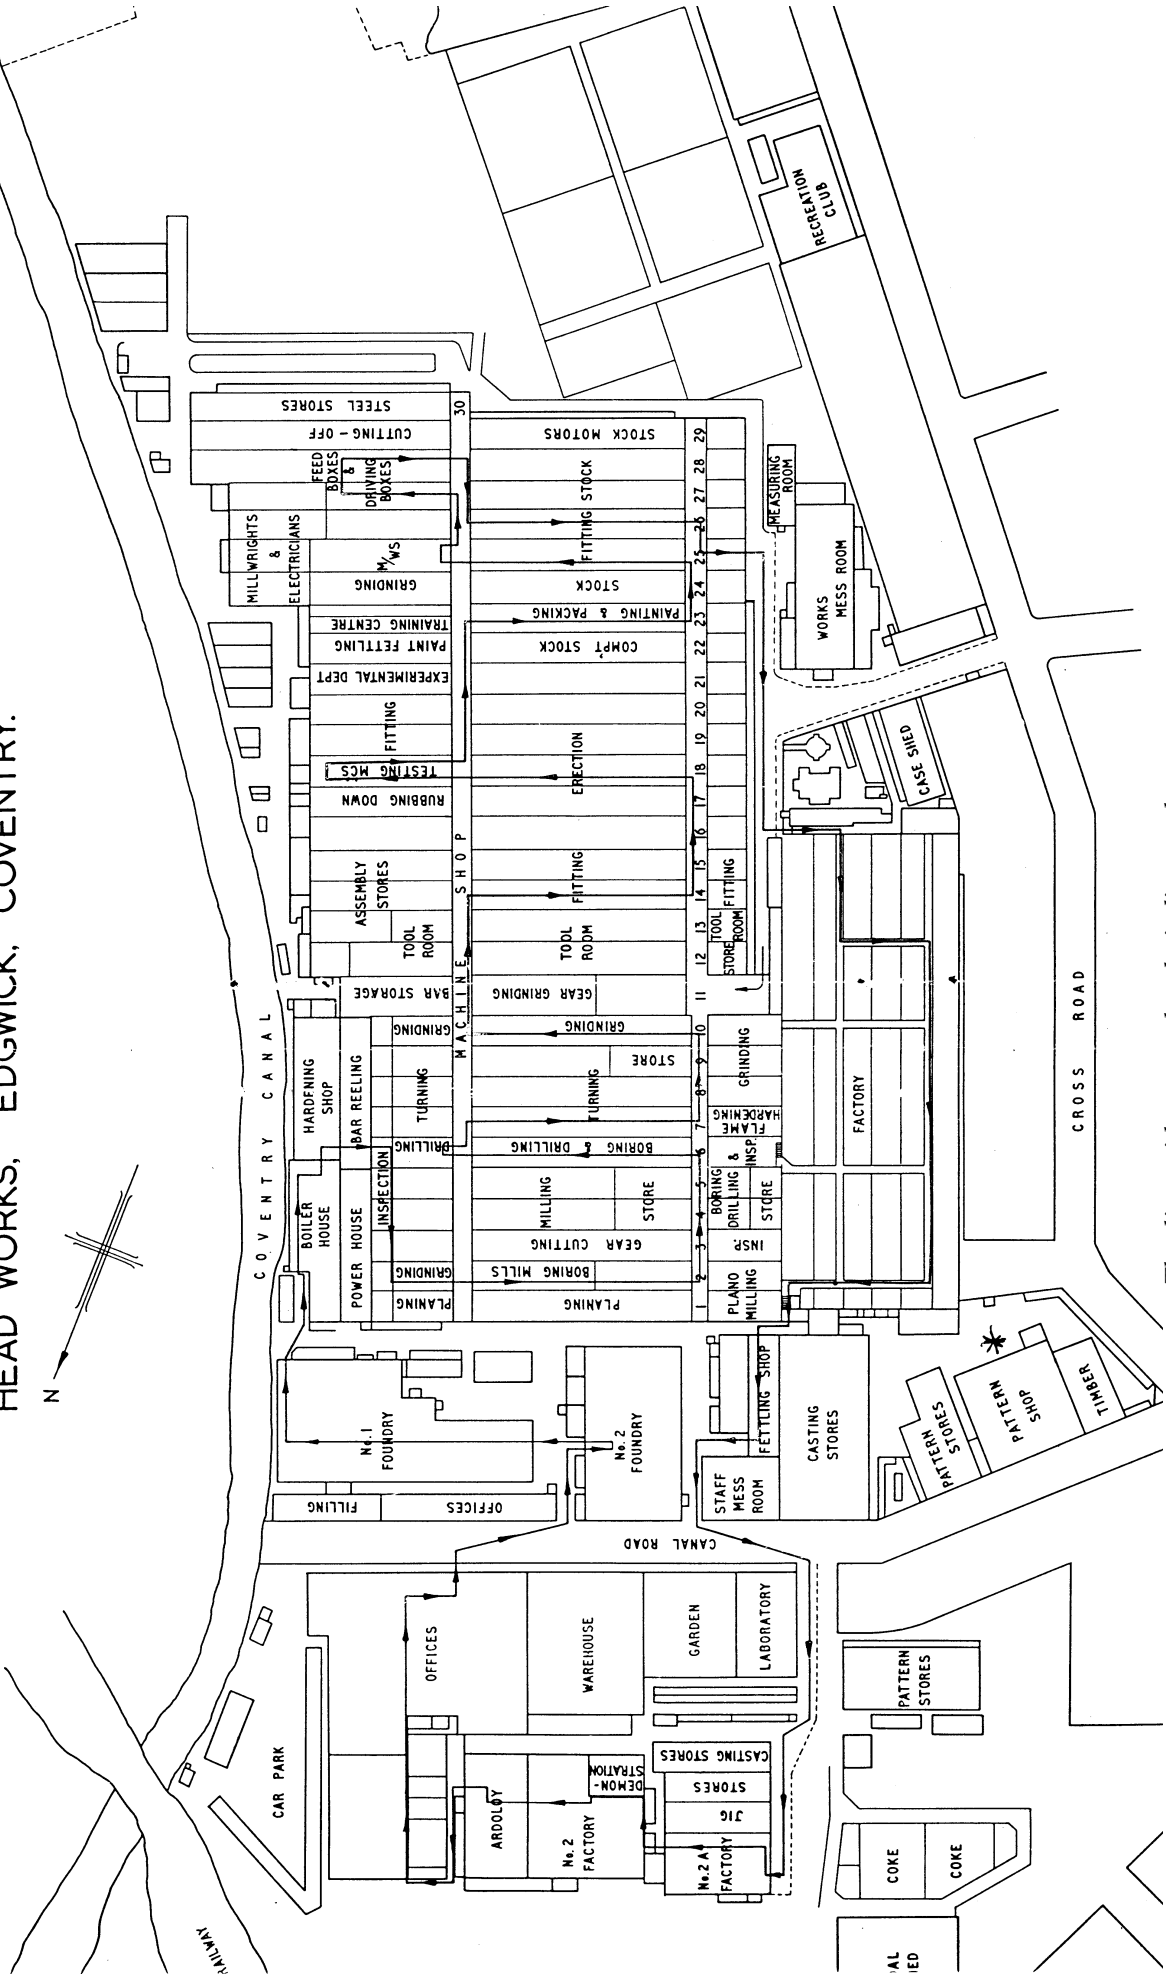 HEAD WORKS, EDGWICK, COVENTRY.
N
COVENTRY CANAL
RAILWAY
CAR PARK
STEEL STORES
CUTTING-OFF
FEED
BOXES
&
DRIVING
BOXES
MILLWRIGHTS
&
ELECTRICIANS
M/WS
GRINDING
TRAINING CENTRE
PAINT FETTLING
EXPERIMENTAL DEPT
FITTING
TESTING MCS
RUBBING DOWN
ASSEMBLY
STORES
TOOL
ROOM
BAR STORAGE
HARDENING
SHOP
BAR REELING
GRINDING
TURNING
DRILLING
INSPECTION
BOILER
HOUSE
POWER HOUSE
GRINDING
PLANING
MACHINE SHOP
30
STOCK MOTORS
FITTING STOCK
STOCK
PAINTING & PACKING
COMPT STOCK
ERECTION
FITTING
TOOL
ROOM
GEAR GRINDING
GRINDING
STORE
TURNING
BORING & DRILLING
MILLING
STORE
GEAR CUTTING
BORING MILLS
PLANING
1 2 3 4 5 6 7 8 9 10 11 12 13 14 15 16 17 18 19 20 21 22 23 24 25 26 27 28 29
FITTING
TOOL
ROOM
STORE
GRINDING
FLAME
HARDENING
BORING
DRILLING
&
INSP.
STORE
INSP.
PLANO
MILLING
MEASURING
ROOM
WORKS
MESS ROOM
RECREATION
CLUB
CASE SHED
FACTORY
CROSS ROAD
No.1
FOUNDRY
No.2
FOUNDRY
FETTLING SHOP
STAFF
MESS
ROOM
CASTING
STORES
PATTERN
STORES
PATTERN
SHOP
TIMBER
FILLING
OFFICES
CANAL ROAD
OFFICES
WAREHOUSE
GARDEN
LABORATORY
PATTERN
STORES
ARDOLOY
No.2
FACTORY
DEMON-
STRATION
CASTING STORES
STORES
JIG
No.2A
FACTORY
COKE
COKE